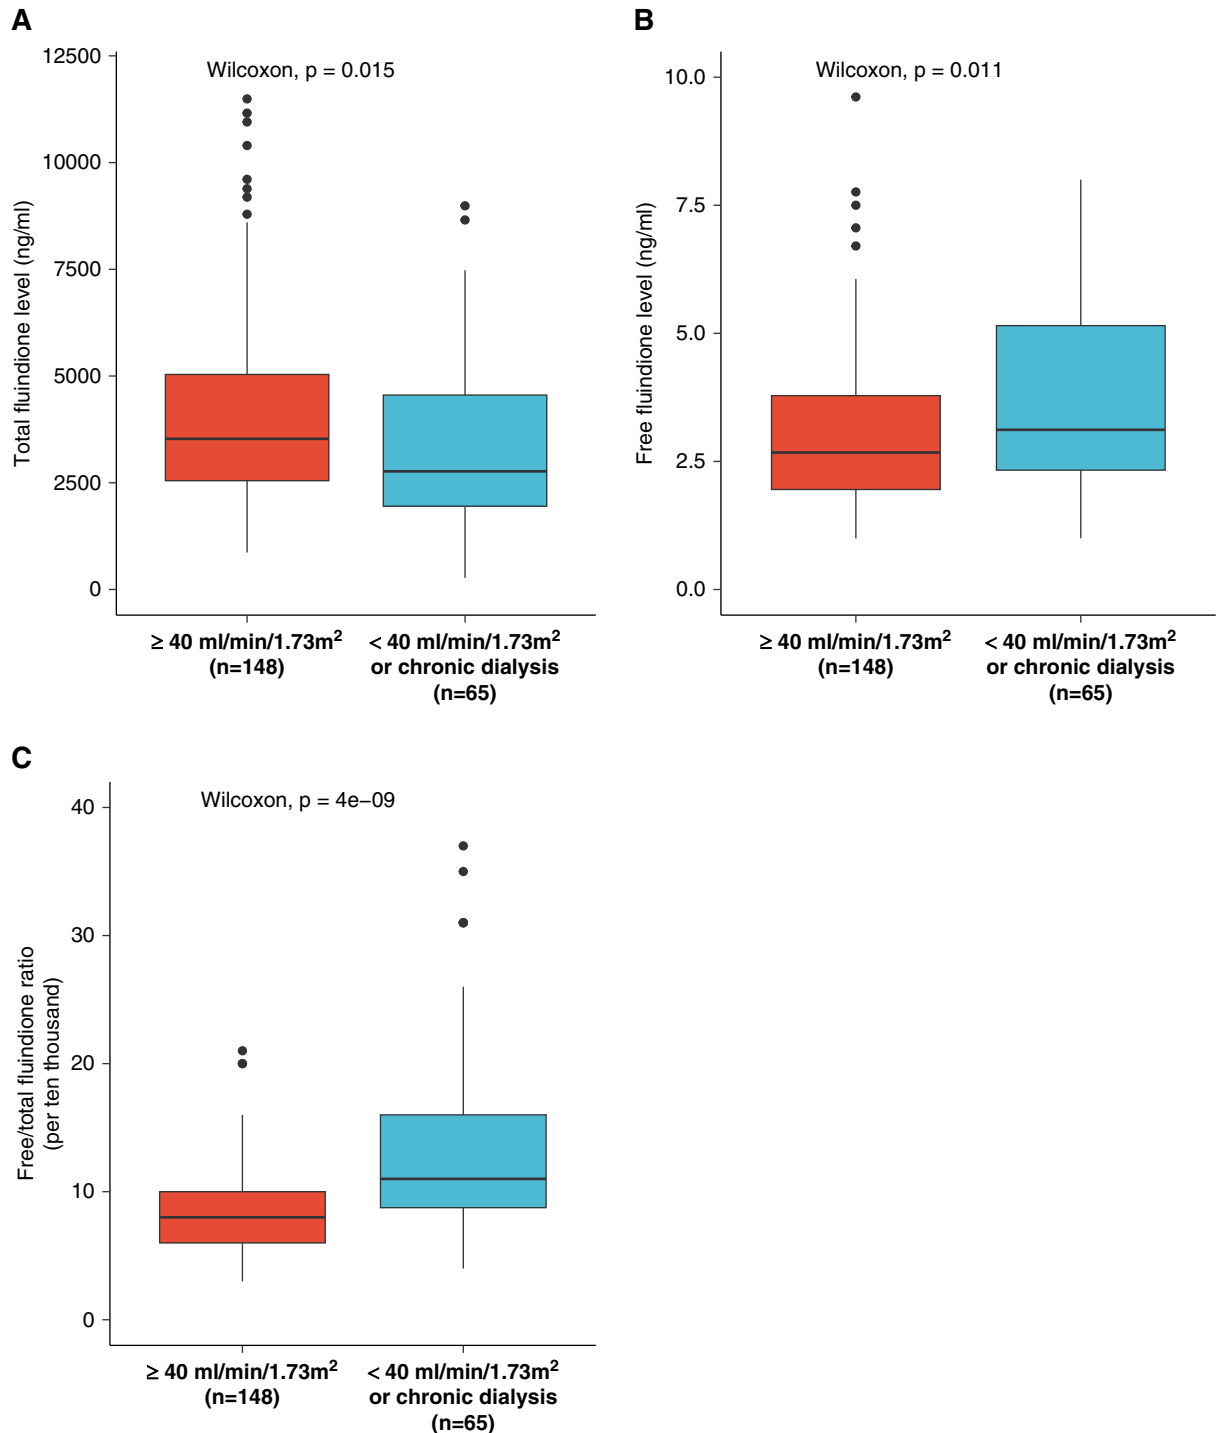 A
Wilcoxon, p = 0.015
Total fluindione level (ng/ml)
12500
10000
7500
5000
2500
0
≥ 40 ml/min/1.73m²
(n=148)
< 40 ml/min/1.73m²
or chronic dialysis
(n=65)
B
Wilcoxon, p = 0.011
Free fluindione level (ng/ml)
10.0
7.5
5.0
2.5
0.0
≥ 40 ml/min/1.73m²
(n=148)
< 40 ml/min/1.73m²
or chronic dialysis
(n=65)
C
Wilcoxon, p = 4e−09
Free/total fluindione ratio
(per ten thousand)
40
30
20
10
0
≥ 40 ml/min/1.73m²
(n=148)
< 40 ml/min/1.73m²
or chronic dialysis
(n=65)